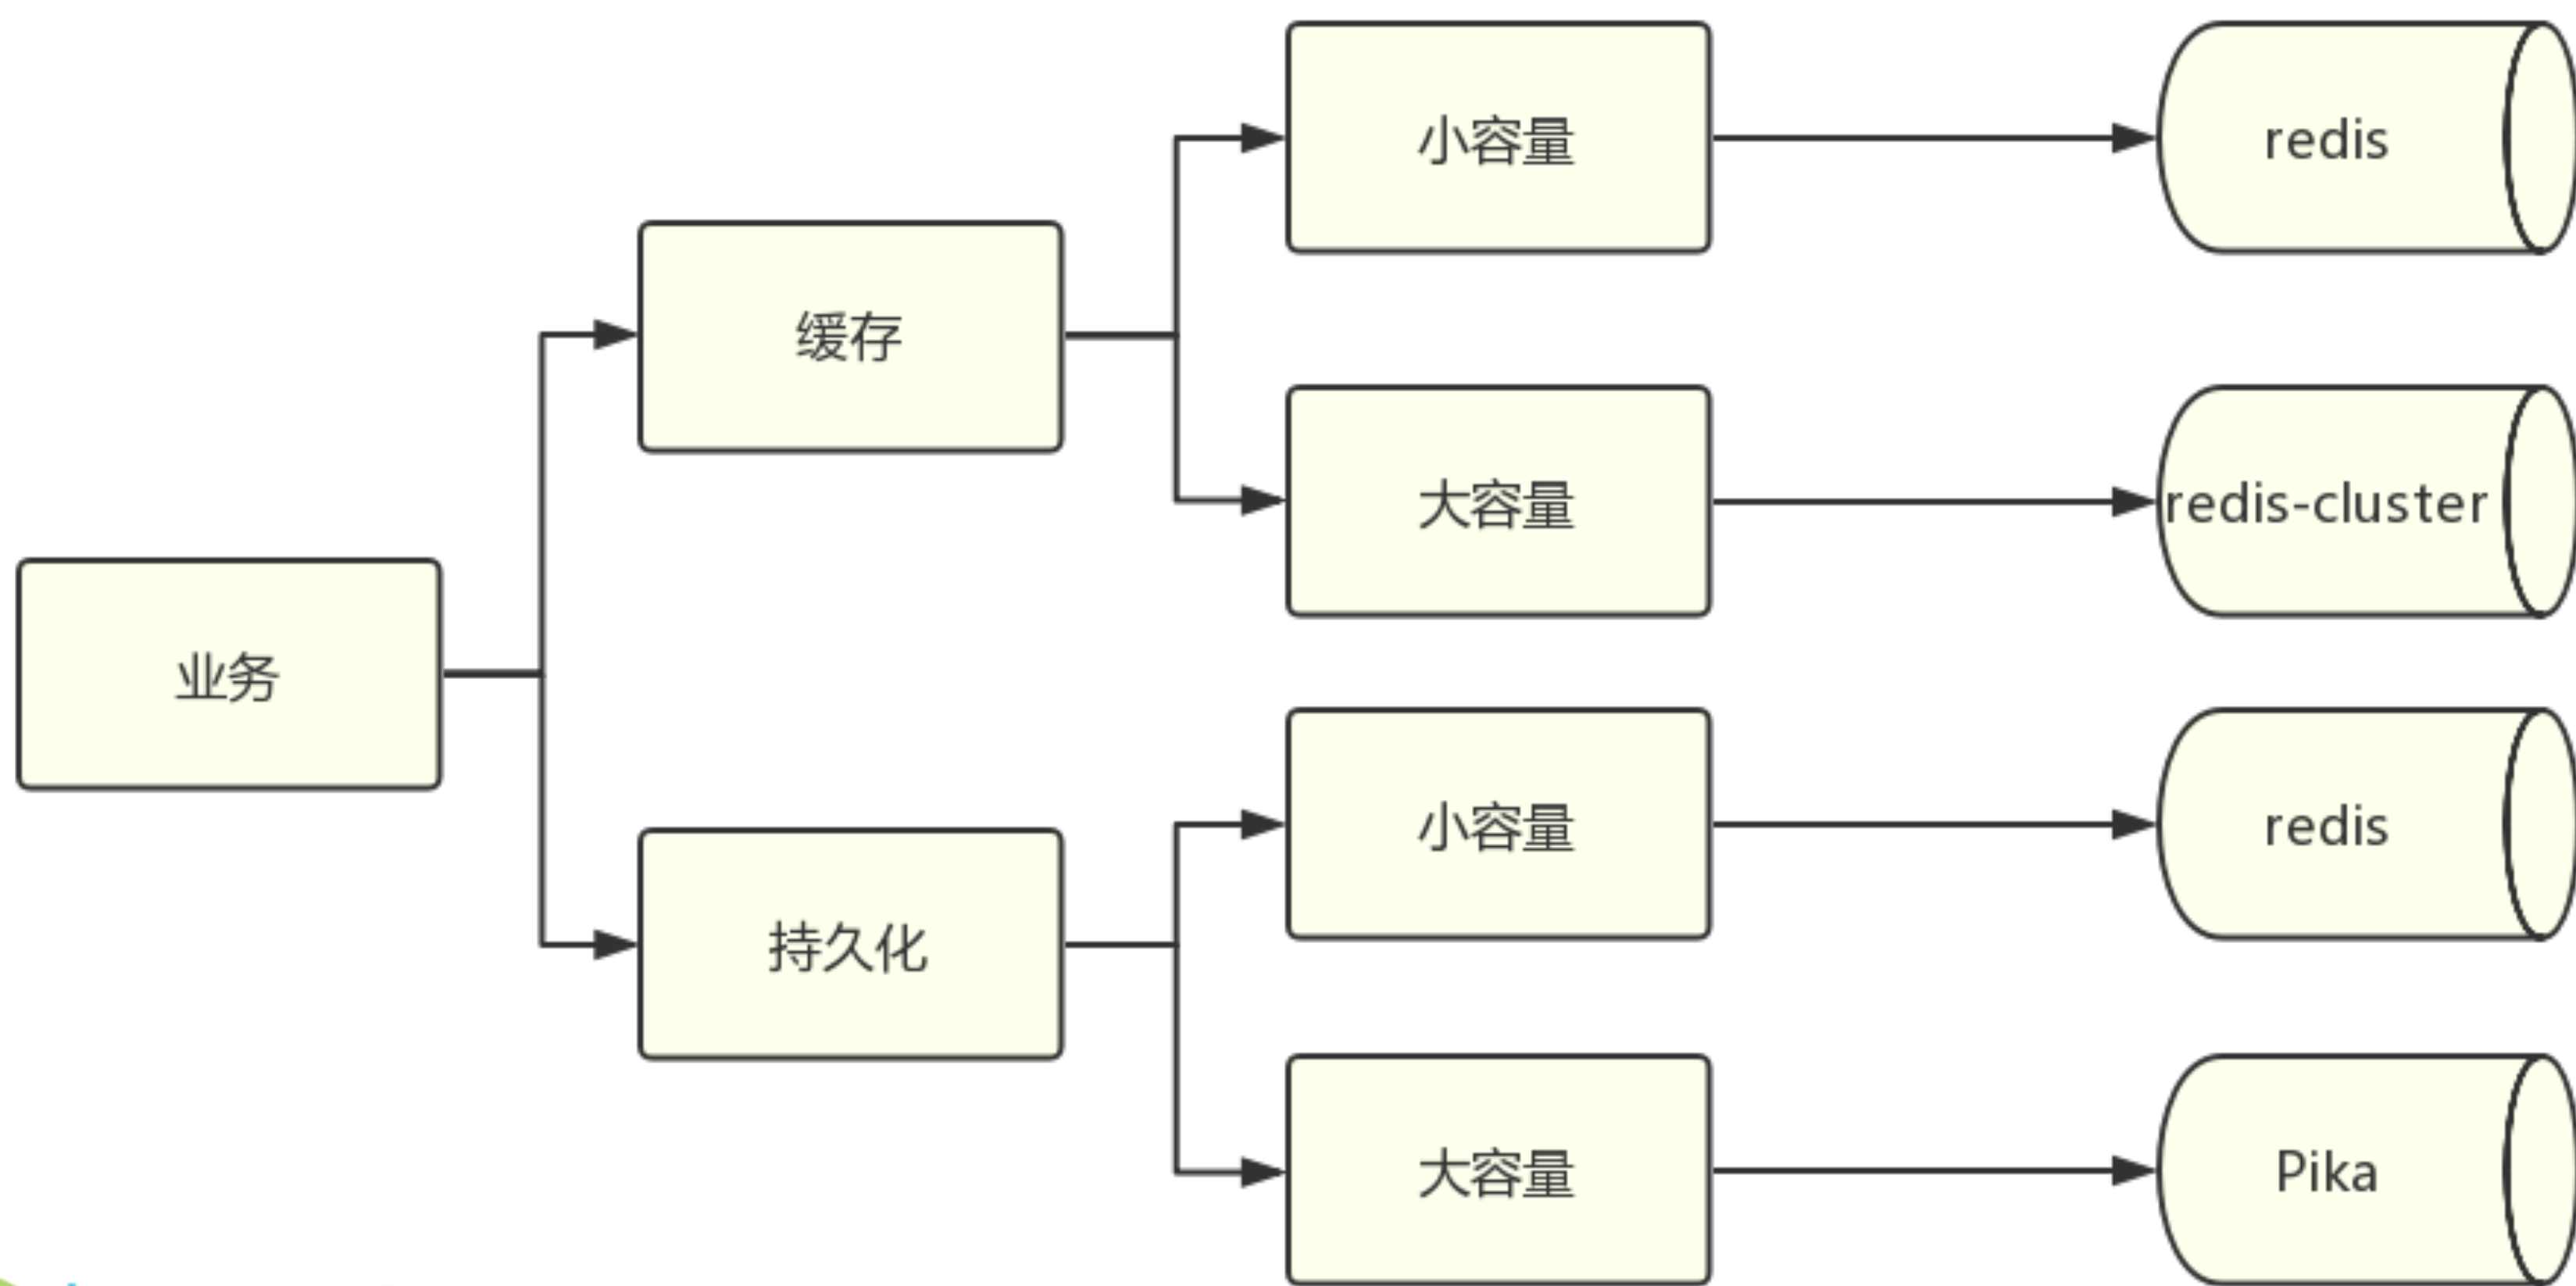 业务
缓存
持久化
小容量
redis
大容量
redis-cluster
小容量
redis
大容量
Pika